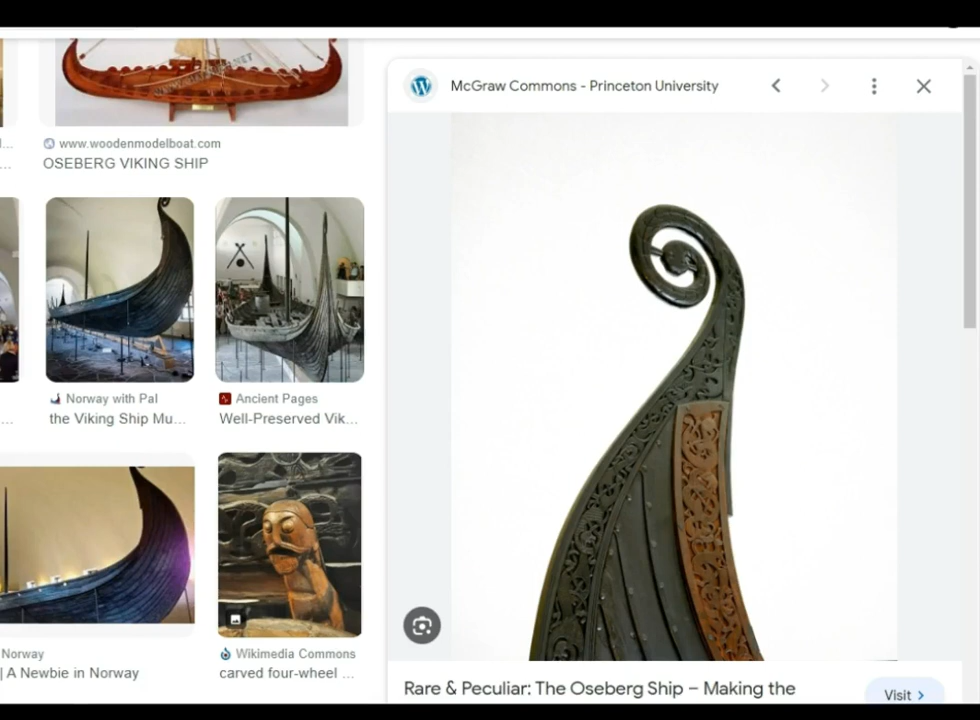 McGraw Commons - Princeton University
www.woodenmodelboat.com
OSEBERG VIKING SHIP
Norway with Pal
the Viking Ship Mu...
Ancient Pages
Well-Preserved Vik...
Norway
| A Newbie in Norway
Wikimedia Commons
carved four-wheel ...
Rare & Peculiar: The Oseberg Ship – Making the
Visit